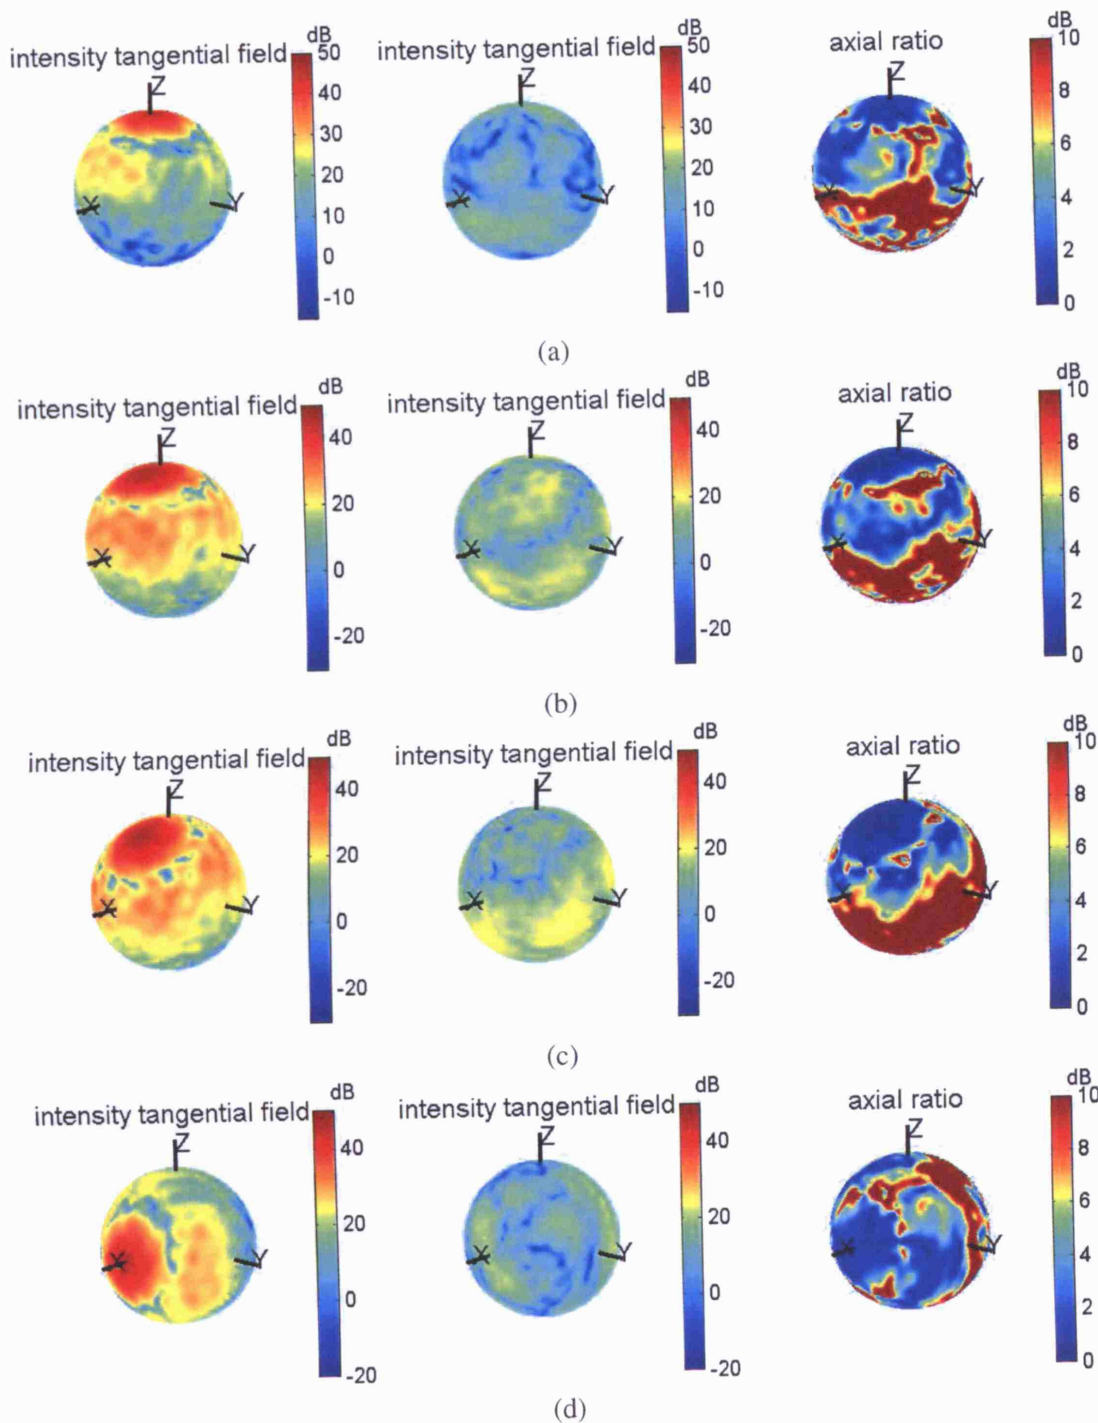 intensity tangential field dB intensity tangential field dB axial ratio dB
50 50 10
Z Z Z
40 40 8
30 30
20 20 6
X Y X Y X Y
10 10 4
0 0 2
-10 -10 0
(a)
intensity tangential field dB intensity tangential field dB axial ratio dB
10
Z Z Z
40 40 8
20 20 6
X Y X Y X Y
0 0 4
2
-20 -20 0
(b)
intensity tangential field dB intensity tangential field dB axial ratio dB
10
Z Z Z
40 40 8
20 20 6
X Y X Y X Y
0 0 4
2
-20 -20 0
(c)
intensity tangential field dB intensity tangential field dB axial ratio dB
10
Z Z Z
40 40 8
20 20 6
X Y X Y X Y
4
0 0 2
-20 -20 0
(d)